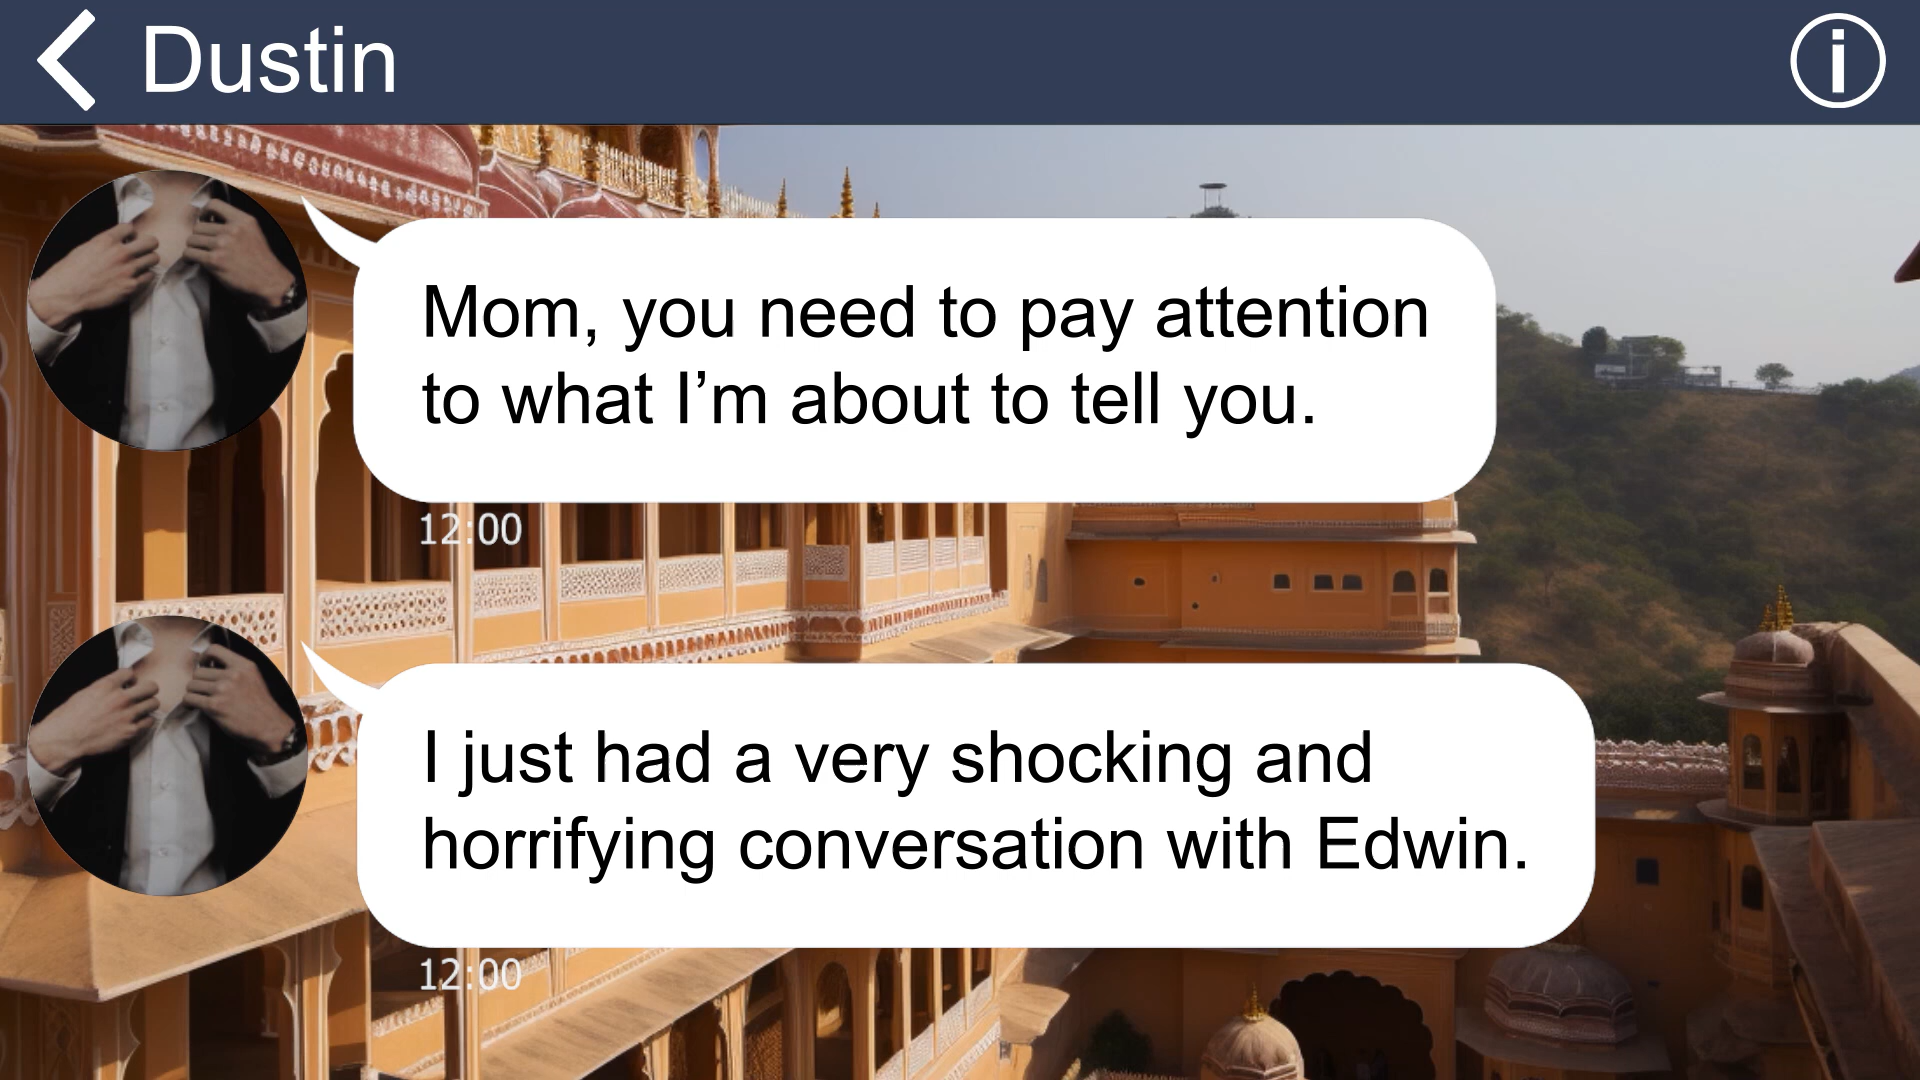 Dustin
Mom, you need to pay attention
to what I’m about to tell you.
12:00
I just had a very shocking and
horrifying conversation with Edwin.
12:00